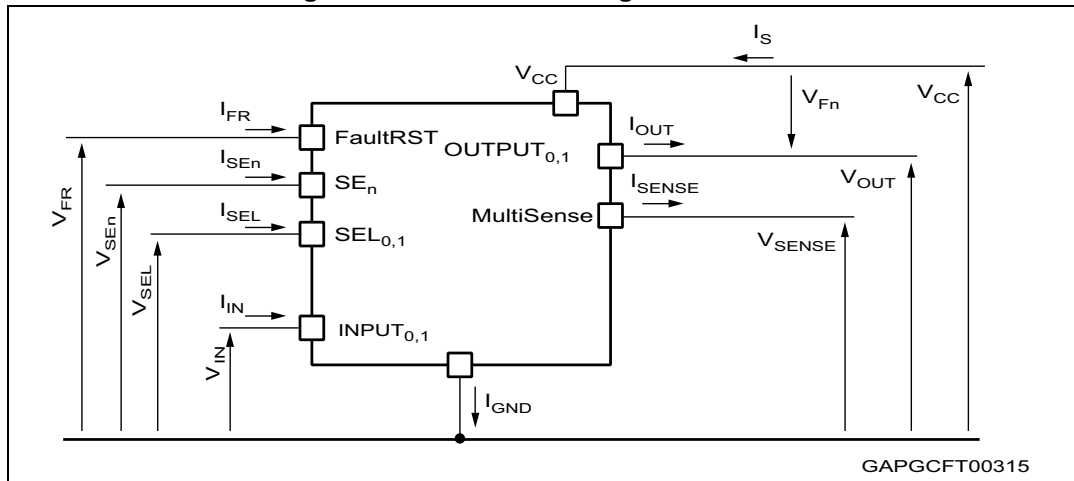 I_S
V_CC
V_Fn
V_CC
I_FR
FaultRST
OUTPUT_0,1
I_OUT
I_SEn
SE_n
V_OUT
I_SENSE
I_SEL
SEL_0,1
MultiSense
V_SENSE
V_FR
V_SEn
V_SEL
I_IN
INPUT_0,1
V_IN
I_GND
GAPGCFT00315